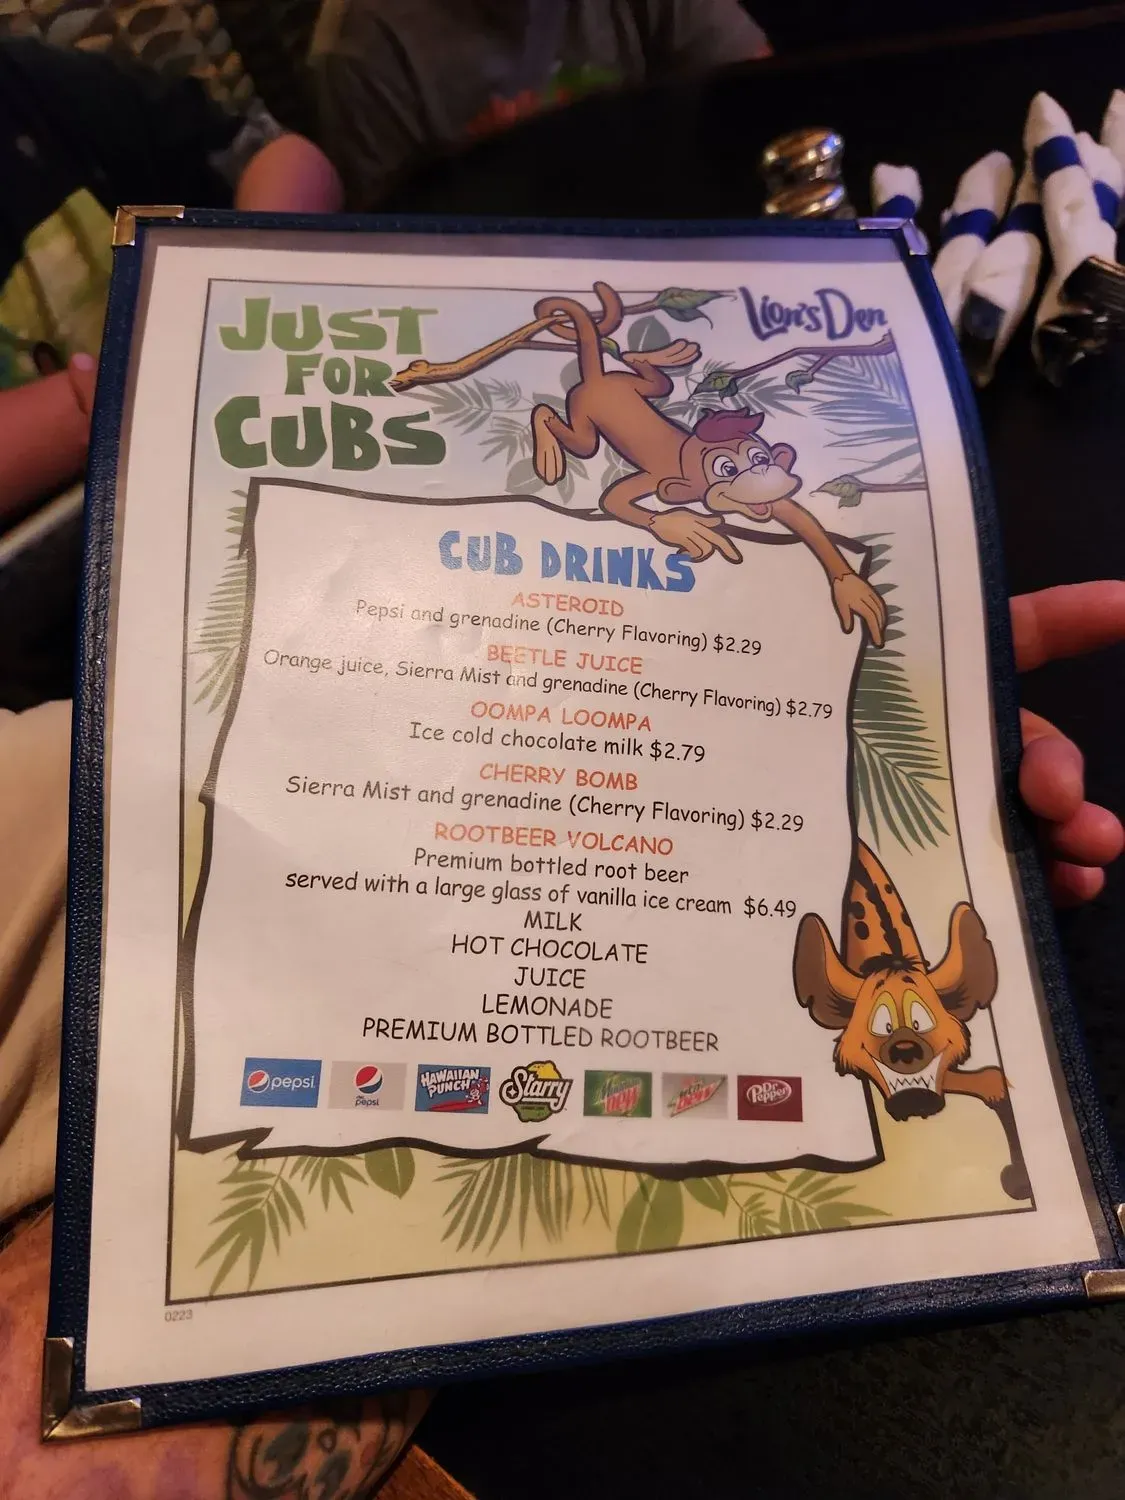 JUST
FOR
CUBS
Lion's Den
CUB DRINKS
ASTEROID
Pepsi and grenadine (Cherry Flavoring) $2.29
BEETLE JUICE
Orange juice, Sierra Mist and grenadine (Cherry Flavoring) $2.79
OOMPA LOOMPA
Ice cold chocolate milk $2.79
CHERRY BOMB
Sierra Mist and grenadine (Cherry Flavoring) $2.29
ROOTBEER VOLCANO
Premium bottled root beer
served with a large glass of vanilla ice cream $6.49
MILK
HOT CHOCOLATE
JUICE
LEMONADE
PREMIUM BOTTLED ROOTBEER
pepsi
pepsi
HAWAIIAN PUNCH
Starry
Mountain dew
dew
Dr Pepper
0223